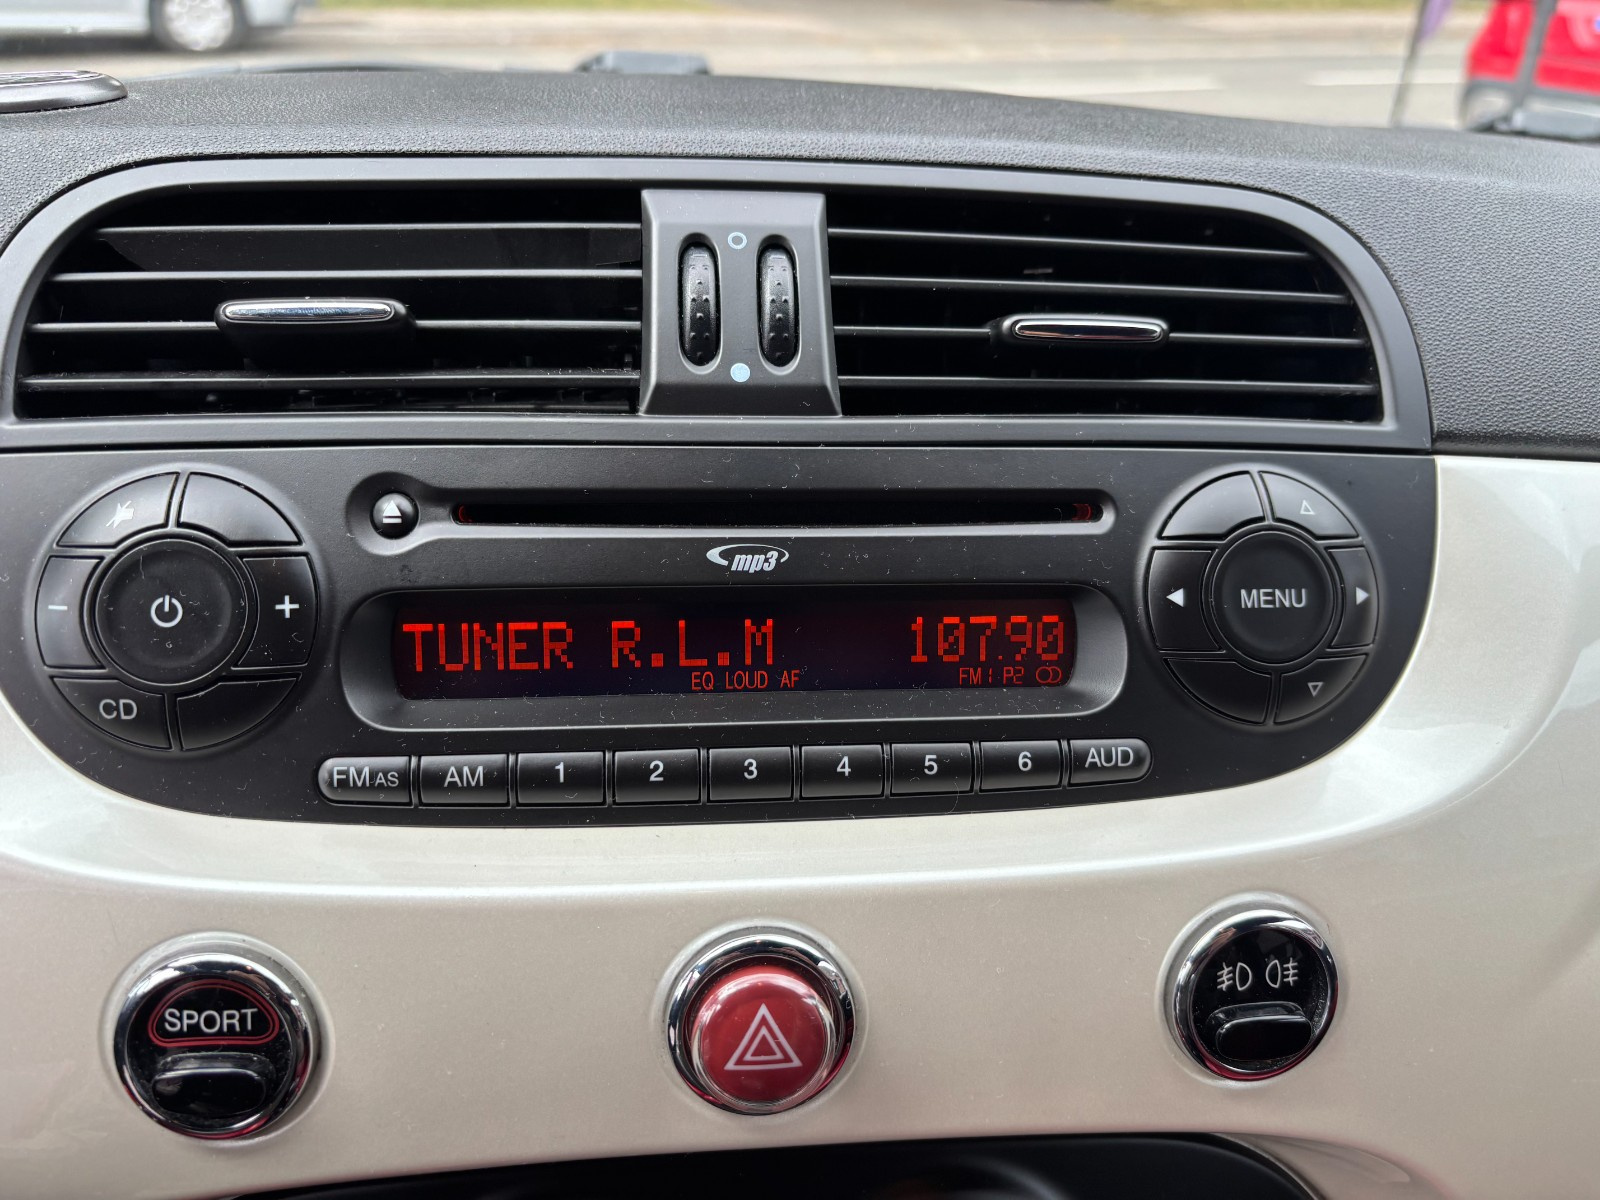 mp3
TUNER R.L.M 107.90
EQ LOUD AF FM1 P2
- + MENU
CD
FM AS AM 1 2 3 4 5 6 AUD
SPORT